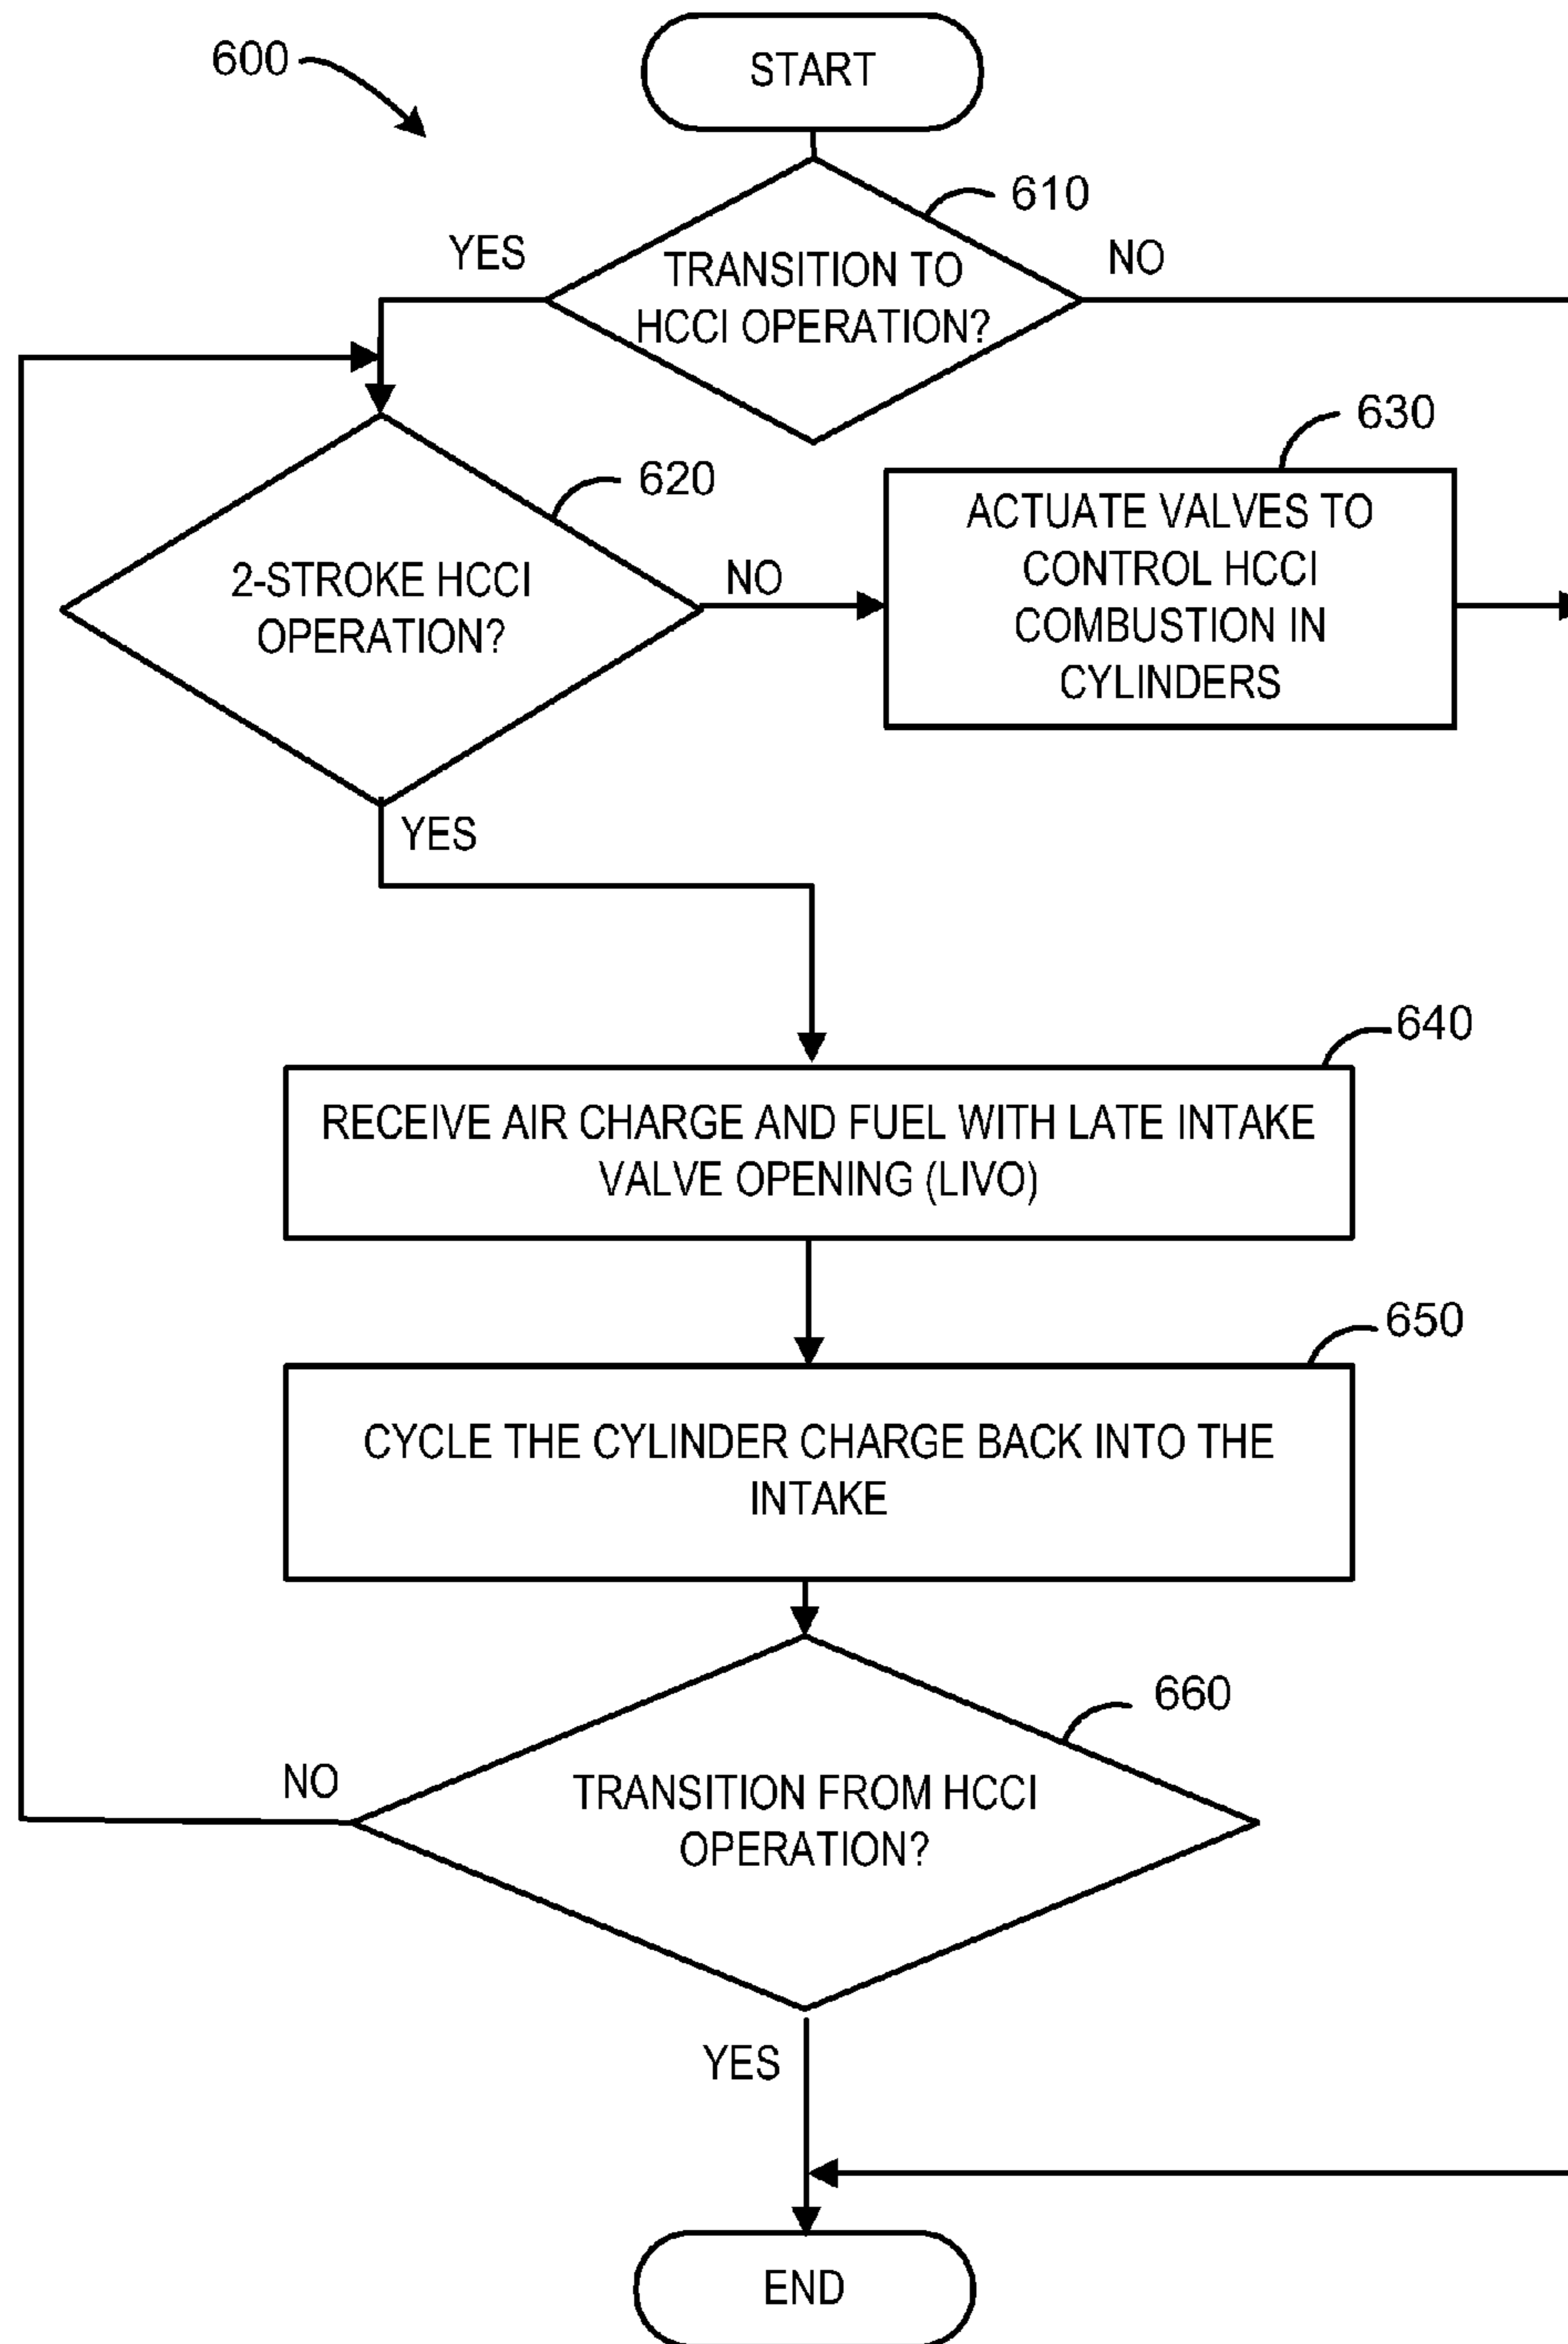 600
START
610
YES
NO
TRANSITION TO
HCCI OPERATION?
630
620
ACTUATE VALVES TO
CONTROL HCCI
COMBUSTION IN
CYLINDERS
2-STROKE HCCI
OPERATION?
NO
YES
640
RECEIVE AIR CHARGE AND FUEL WITH LATE INTAKE
VALVE OPENING (LIVO)
650
CYCLE THE CYLINDER CHARGE BACK INTO THE
INTAKE
660
NO
TRANSITION FROM HCCI
OPERATION?
YES
END